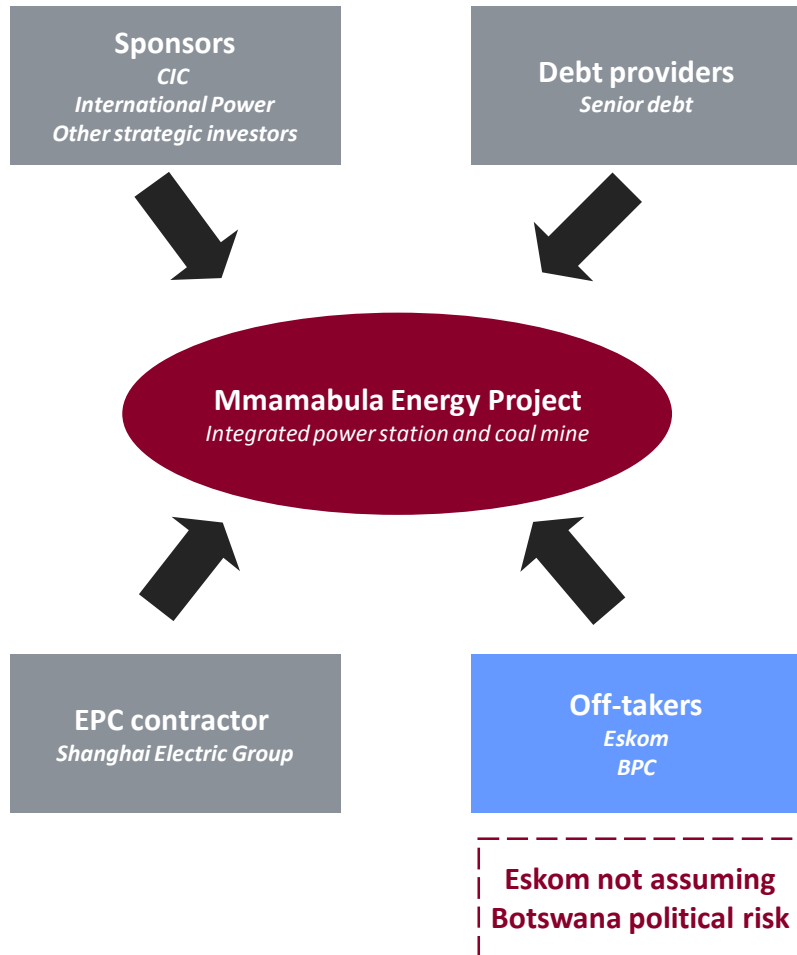 Sponsors
CIC
International Power
Other strategic investors
Debt providers
Senior debt
Mmamabula Energy Project
Integrated power station and coal mine
EPC contractor
Shanghai Electric Group
Off-takers
Eskom
BPC
Eskom not assuming
Botswana political risk